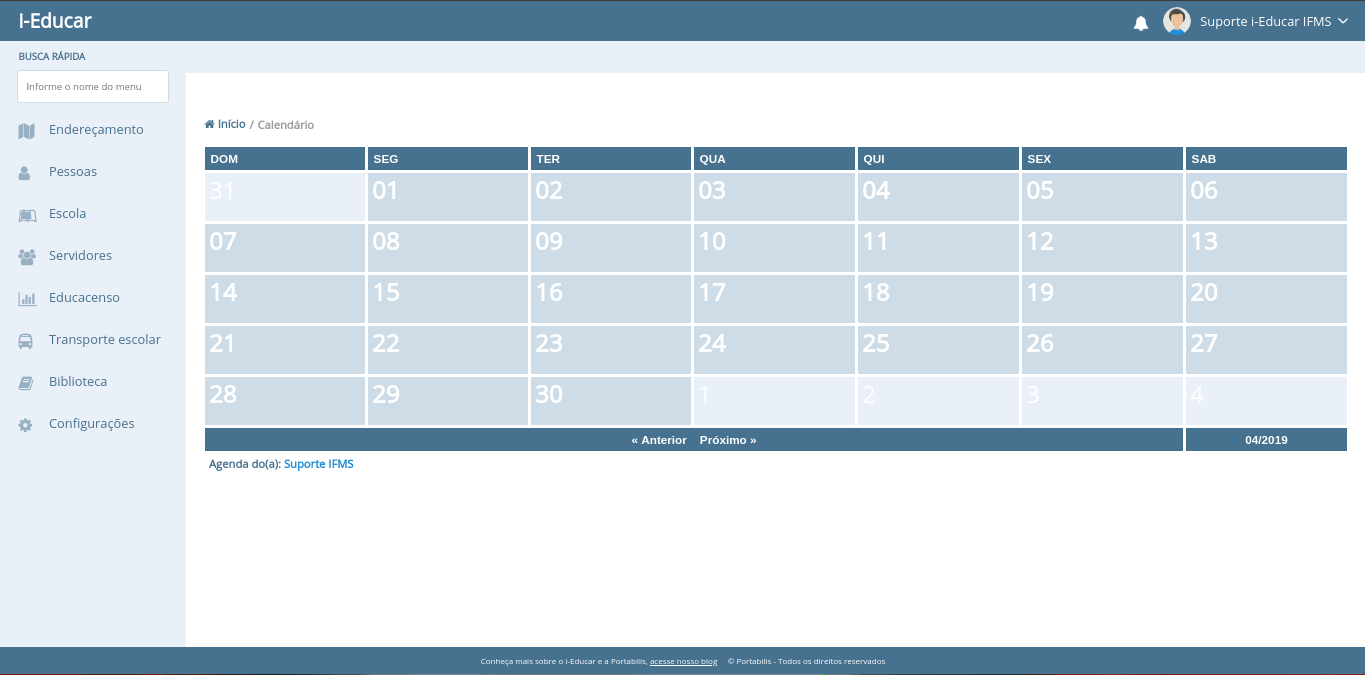 i-Educar
Suporte i-Educar IFMS
BUSCA RÁPIDA
Informe o nome do menu
Endereçamento
Pessoas
Escola
Servidores
Educacenso
Transporte escolar
Biblioteca
Configurações
Início / Calendário
DOM SEG TER QUA QUI SEX SAB
31 01 02 03 04 05 06
07 08 09 10 11 12 13
14 15 16 17 18 19 20
21 22 23 24 25 26 27
28 29 30 1 2 3 4
« Anterior Próximo » 04/2019
Agenda do(a): Suporte IFMS
Conheça mais sobre o i-Educar e a Portabilis, acesse nosso blog © Portabilis - Todos os direitos reservados